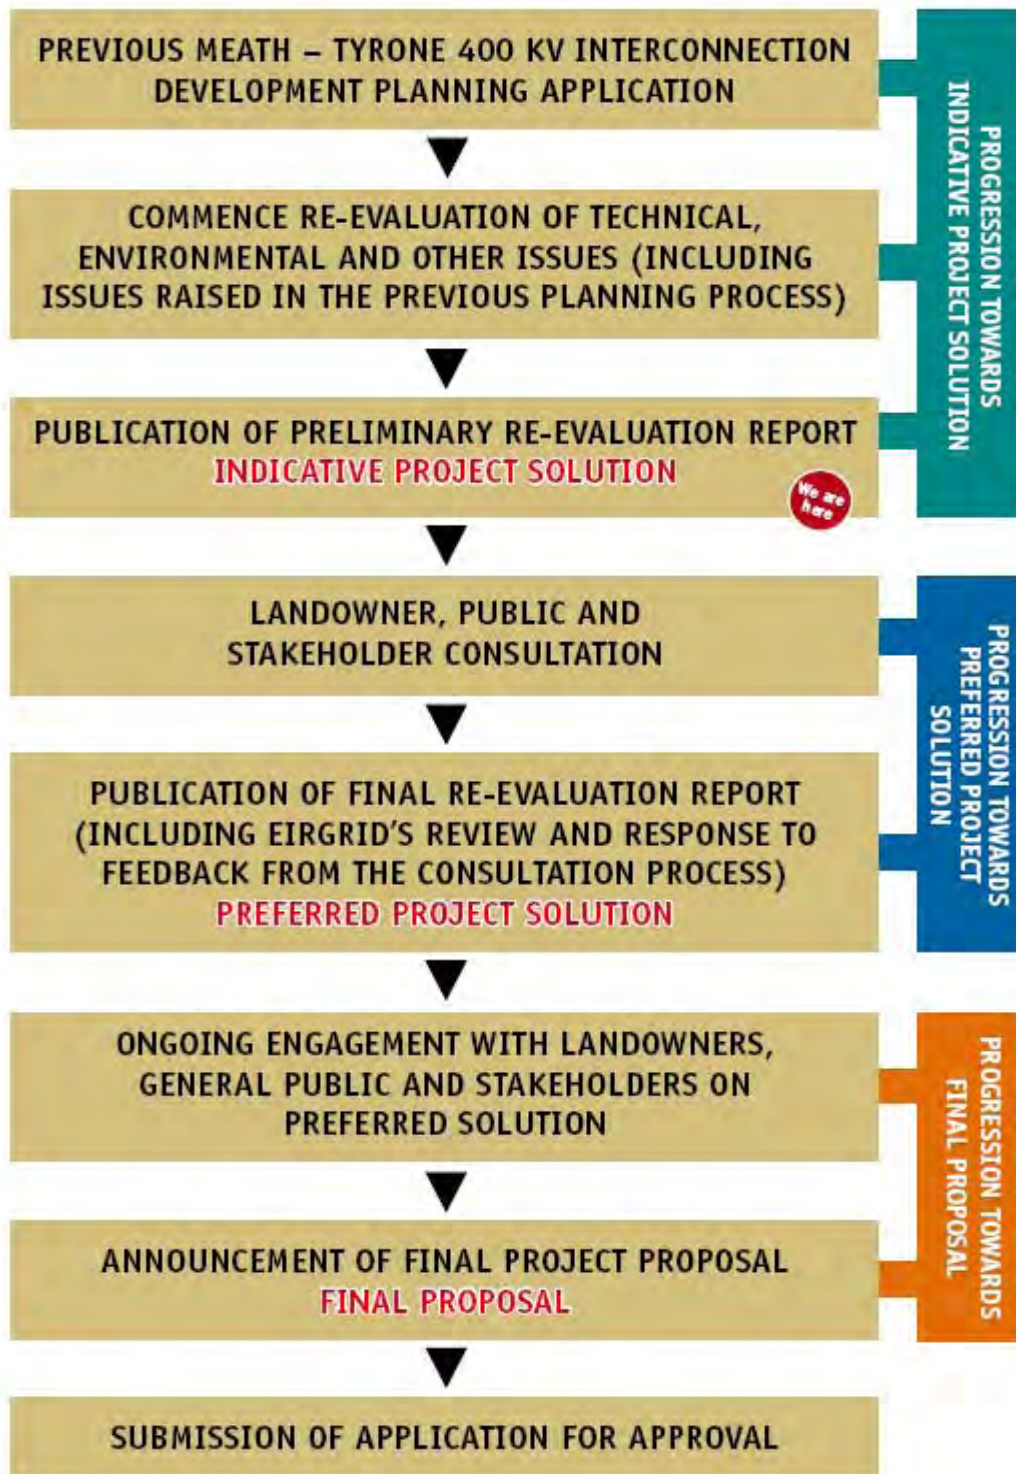 PREVIOUS MEATH – TYRONE 400 KV INTERCONNECTION
DEVELOPMENT PLANNING APPLICATION
COMMENCE RE-EVALUATION OF TECHNICAL,
ENVIRONMENTAL AND OTHER ISSUES (INCLUDING
ISSUES RAISED IN THE PREVIOUS PLANNING PROCESS)
PUBLICATION OF PRELIMINARY RE-EVALUATION REPORT
INDICATIVE PROJECT SOLUTION
We are
here
PROGRESSION TOWARDS
INDICATIVE PROJECT SOLUTION
LANDOWNER, PUBLIC AND
STAKEHOLDER CONSULTATION
PUBLICATION OF FINAL RE-EVALUATION REPORT
(INCLUDING EIRGRID'S REVIEW AND RESPONSE TO
FEEDBACK FROM THE CONSULTATION PROCESS)
PREFERRED PROJECT SOLUTION
PROGRESSION TOWARDS
PREFERRED PROJECT
SOLUTION
ONGOING ENGAGEMENT WITH LANDOWNERS,
GENERAL PUBLIC AND STAKEHOLDERS ON
PREFERRED SOLUTION
ANNOUNCEMENT OF FINAL PROJECT PROPOSAL
FINAL PROPOSAL
PROGRESSION TOWARDS
FINAL PROPOSAL
SUBMISSION OF APPLICATION FOR APPROVAL